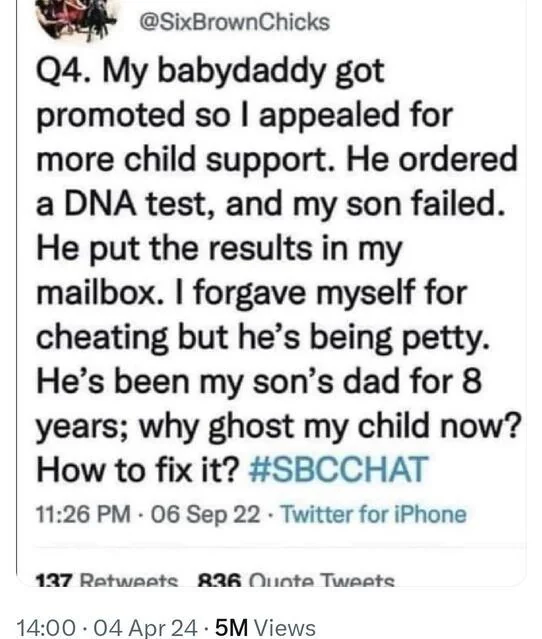 @SixBrownChicks
Q4. My babydaddy got
promoted so I appealed for
more child support. He ordered
a DNA test, and my son failed.
He put the results in my
mailbox. I forgave myself for
cheating but he's being petty.
He's been my son's dad for 8
years; why ghost my child now?
How to fix it? #SBCCHAT
11:26 PM · 06 Sep 22 · Twitter for iPhone
137 Retweets 836 Quote Tweets
14:00 · 04 Apr 24 · 5M Views